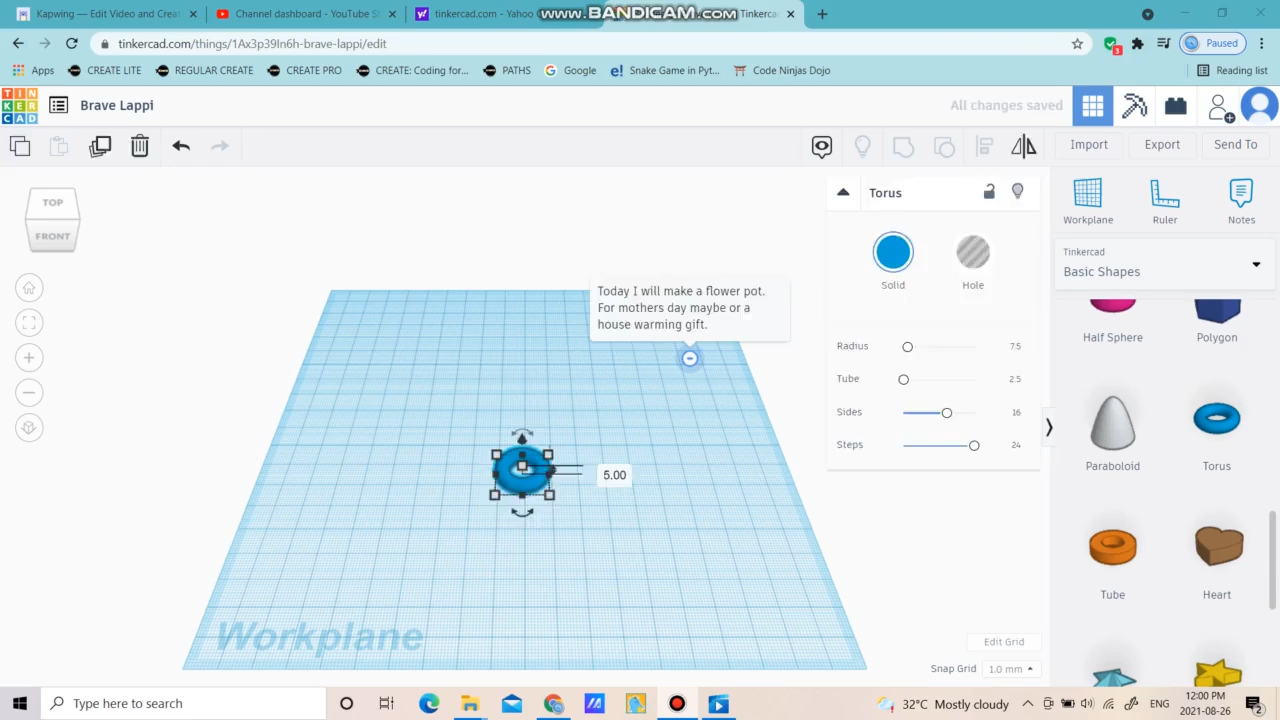 Kapwing — Edit Video and Creat
Channel dashboard - YouTube St
tinkercad.com - Yahoo
www.BANDICAM.com
Tinkerc
Paused
tinkercad.com/things/1Ax3p39In6h-brave-lappi/edit
3
Apps
CREATE LITE
REGULAR CREATE
CREATE PRO
CREATE: Coding for...
PATHS
Google
Snake Game in Pyt...
Code Ninjas Dojo
Reading list
TIN
KER
CAD
Brave Lappi
All changes saved
Import
Export
Send To
TOP
FRONT
Torus
Workplane
Ruler
Notes
Solid
Hole
Tinkercad
Basic Shapes
Today I will make a flower pot.
For mothers day maybe or a
house warming gift.
Radius
7.5
Tube
2.5
Sides
16
Steps
24
Half Sphere
Polygon
5.00
Paraboloid
Torus
Tube
Heart
Workplane
Edit Grid
Snap Grid
1.0 mm
Type here to search
32°C Mostly cloudy
ENG
12:00 PM
2021-08-26
2